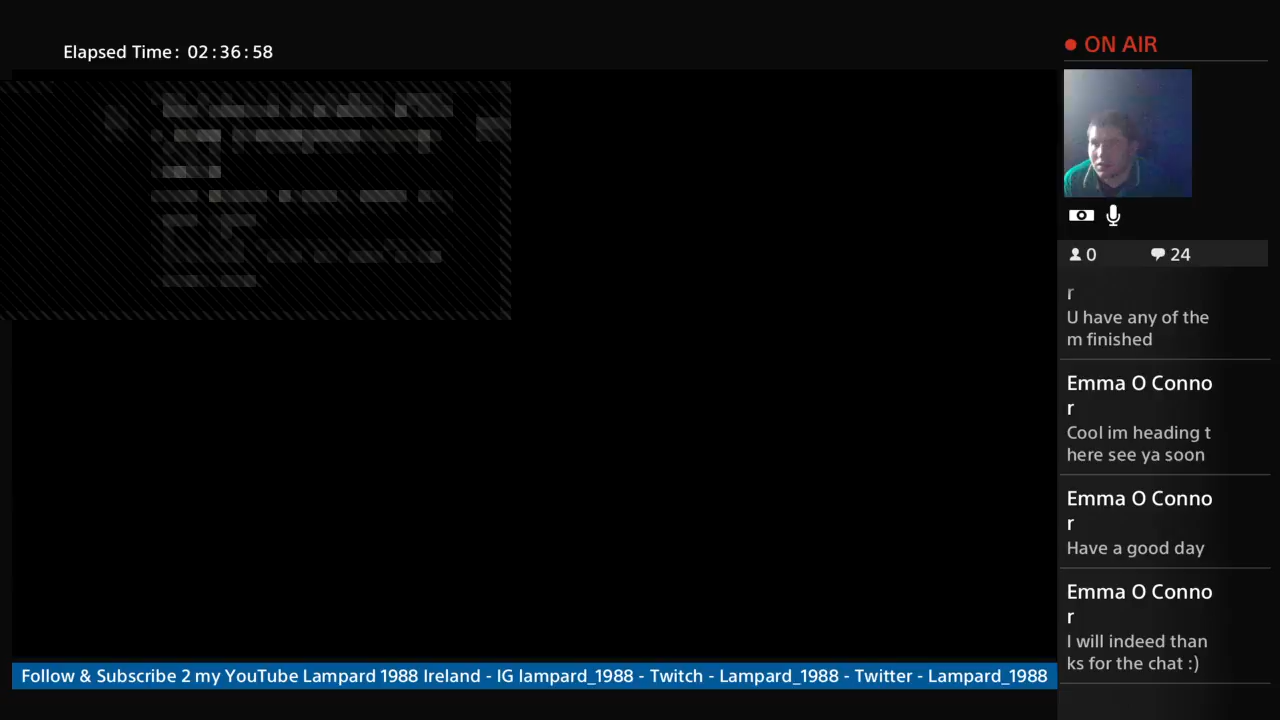 Elapsed Time: 02:36:58
ON AIR
0 24
r
U have any of the
m finished
Emma O Conno
r
Cool im heading t
here see ya soon
Emma O Conno
r
Have a good day
Emma O Conno
r
I will indeed than
ks for the chat :)
Follow & Subscribe 2 my YouTube Lampard 1988 Ireland - IG lampard_1988 - Twitch - Lampard_1988 - Twitter - Lampard_1988